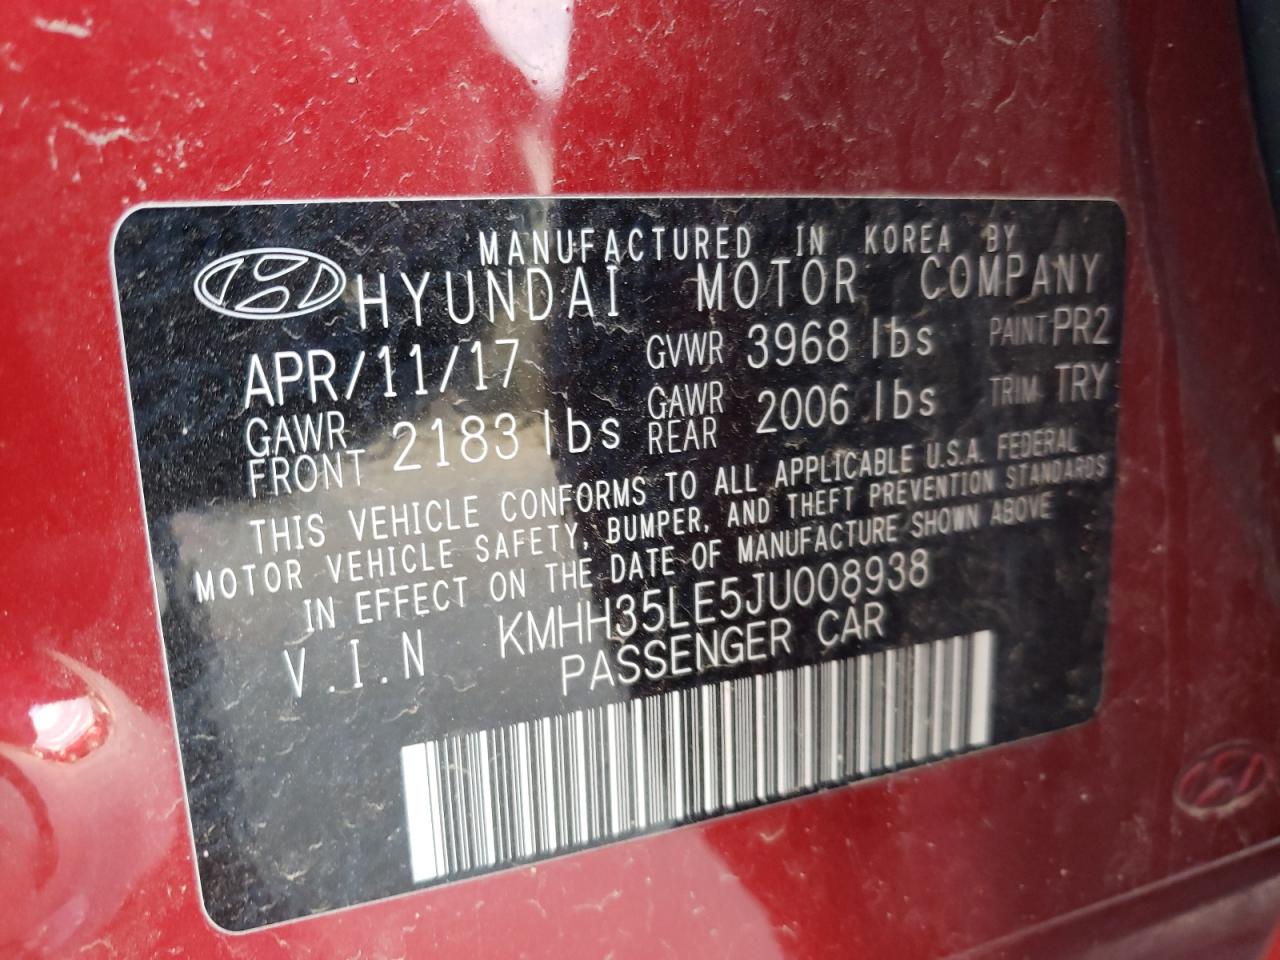 MANUFACTURED IN KOREA BY
HYUNDAI MOTOR COMPANY
APR/11/17 GVWR 3968 lbs PAINT PR2
GAWR FRONT 2183 lbs GAWR REAR 2006 lbs TRIM TRY
THIS VEHICLE CONFORMS TO ALL APPLICABLE U.S.A. FEDERAL
MOTOR VEHICLE SAFETY, BUMPER, AND THEFT PREVENTION STANDARDS
IN EFFECT ON THE DATE OF MANUFACTURE SHOWN ABOVE
V.I.N KMHH35LE5JU008938
PASSENGER CAR